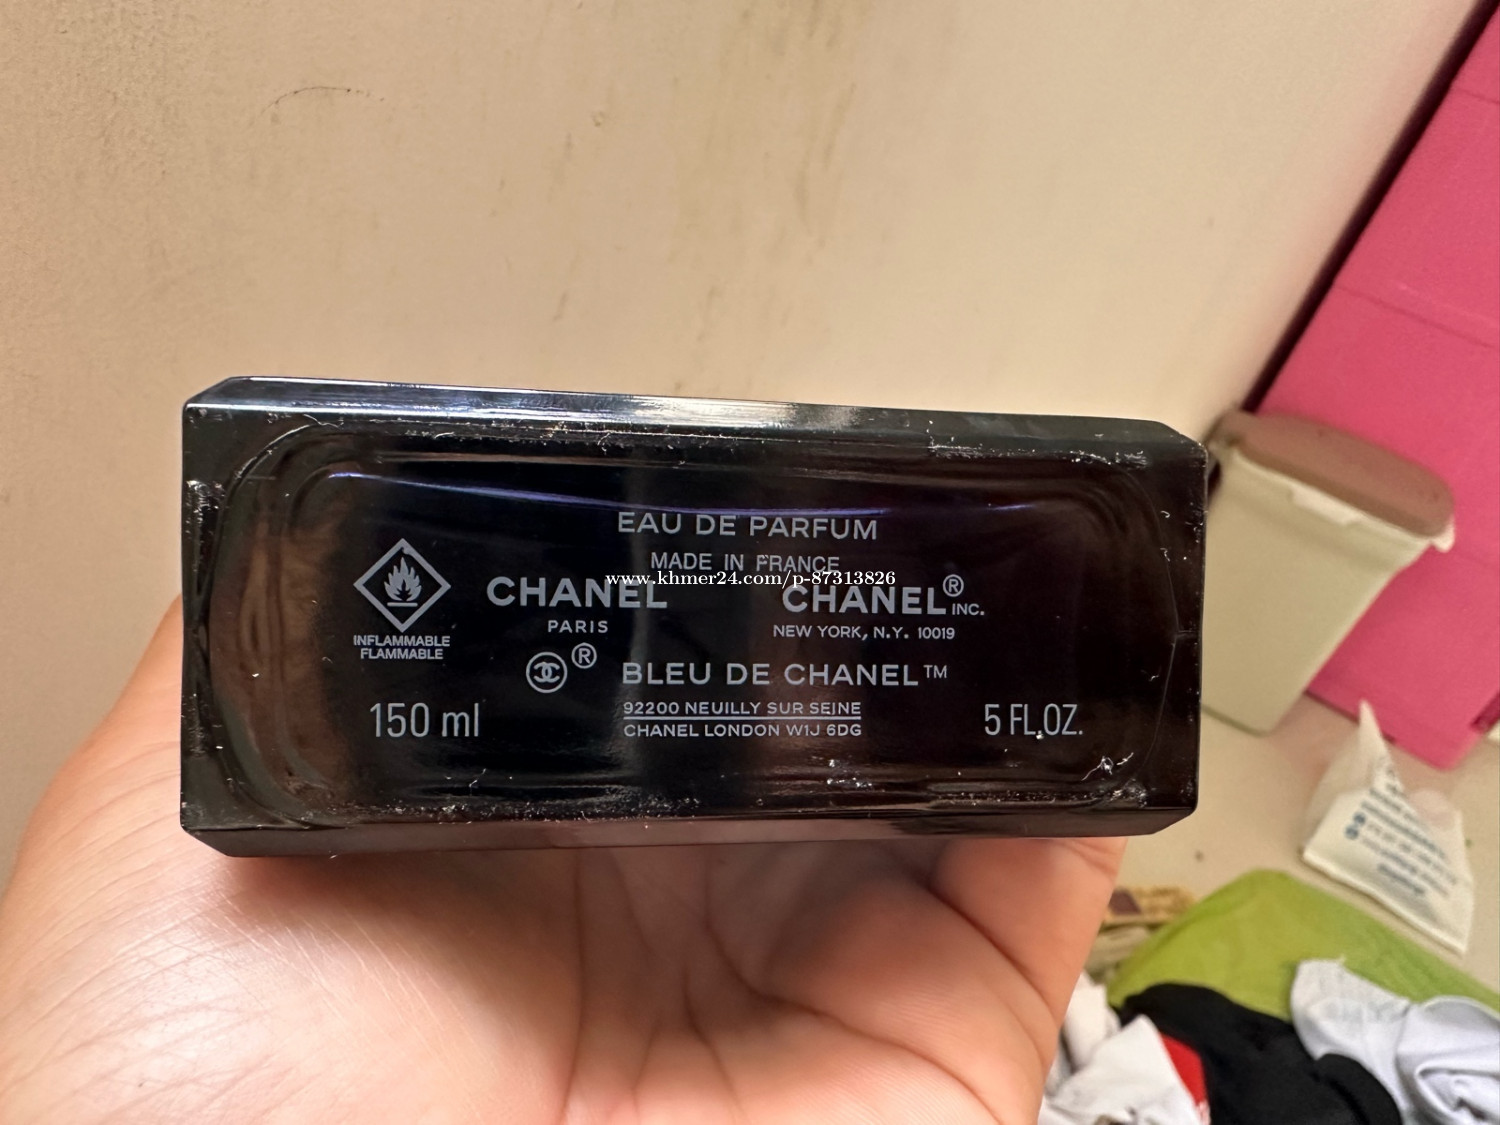 EAU DE PARFUM
MADE IN FRANCE
www.khmer24.com/p-87313826
CHANEL CHANEL® INC.
PARIS NEW YORK, N.Y. 10019
INFLAMMABLE
FLAMMABLE
® BLEU DE CHANEL™
150 ml 92200 NEUILLY SUR SEINE 5 FL.OZ.
CHANEL LONDON W1J 6DG